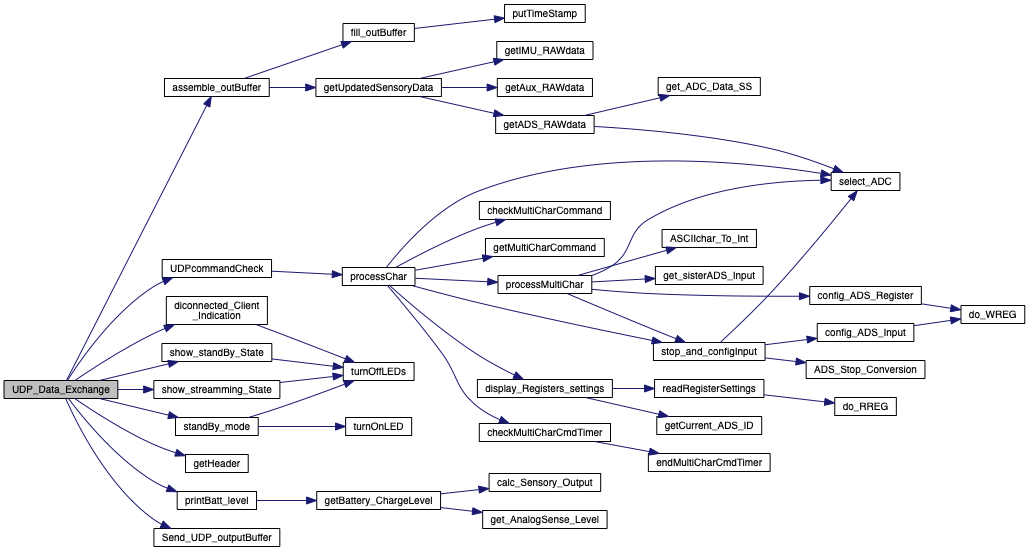 putTimeStamp
fill_outBuffer
getIMU_RAWdata
assemble_outBuffer
getUpdatedSensoryData
getAux_RAWdata
get_ADC_Data_SS
getADS_RAWdata
select_ADC
checkMultiCharCommand
ASCIIchar_To_Int
getMultiCharCommand
UDPcommandCheck
processChar
get_sisterADS_Input
processMultiChar
config_ADS_Register
diconnected_Client
_Indication
do_WREG
config_ADS_Input
show_standBy_State
stop_and_configInput
turnOffLEDs
ADS_Stop_Conversion
UDP_Data_Exchange
show_streamming_State
display_Registers_settings
readRegisterSettings
do_RREG
standBy_mode
turnOnLED
getCurrent_ADS_ID
checkMultiCharCmdTimer
getHeader
endMultiCharCmdTimer
calc_Sensory_Output
printBatt_level
getBattery_ChargeLevel
get_AnalogSense_Level
Send_UDP_outputBuffer